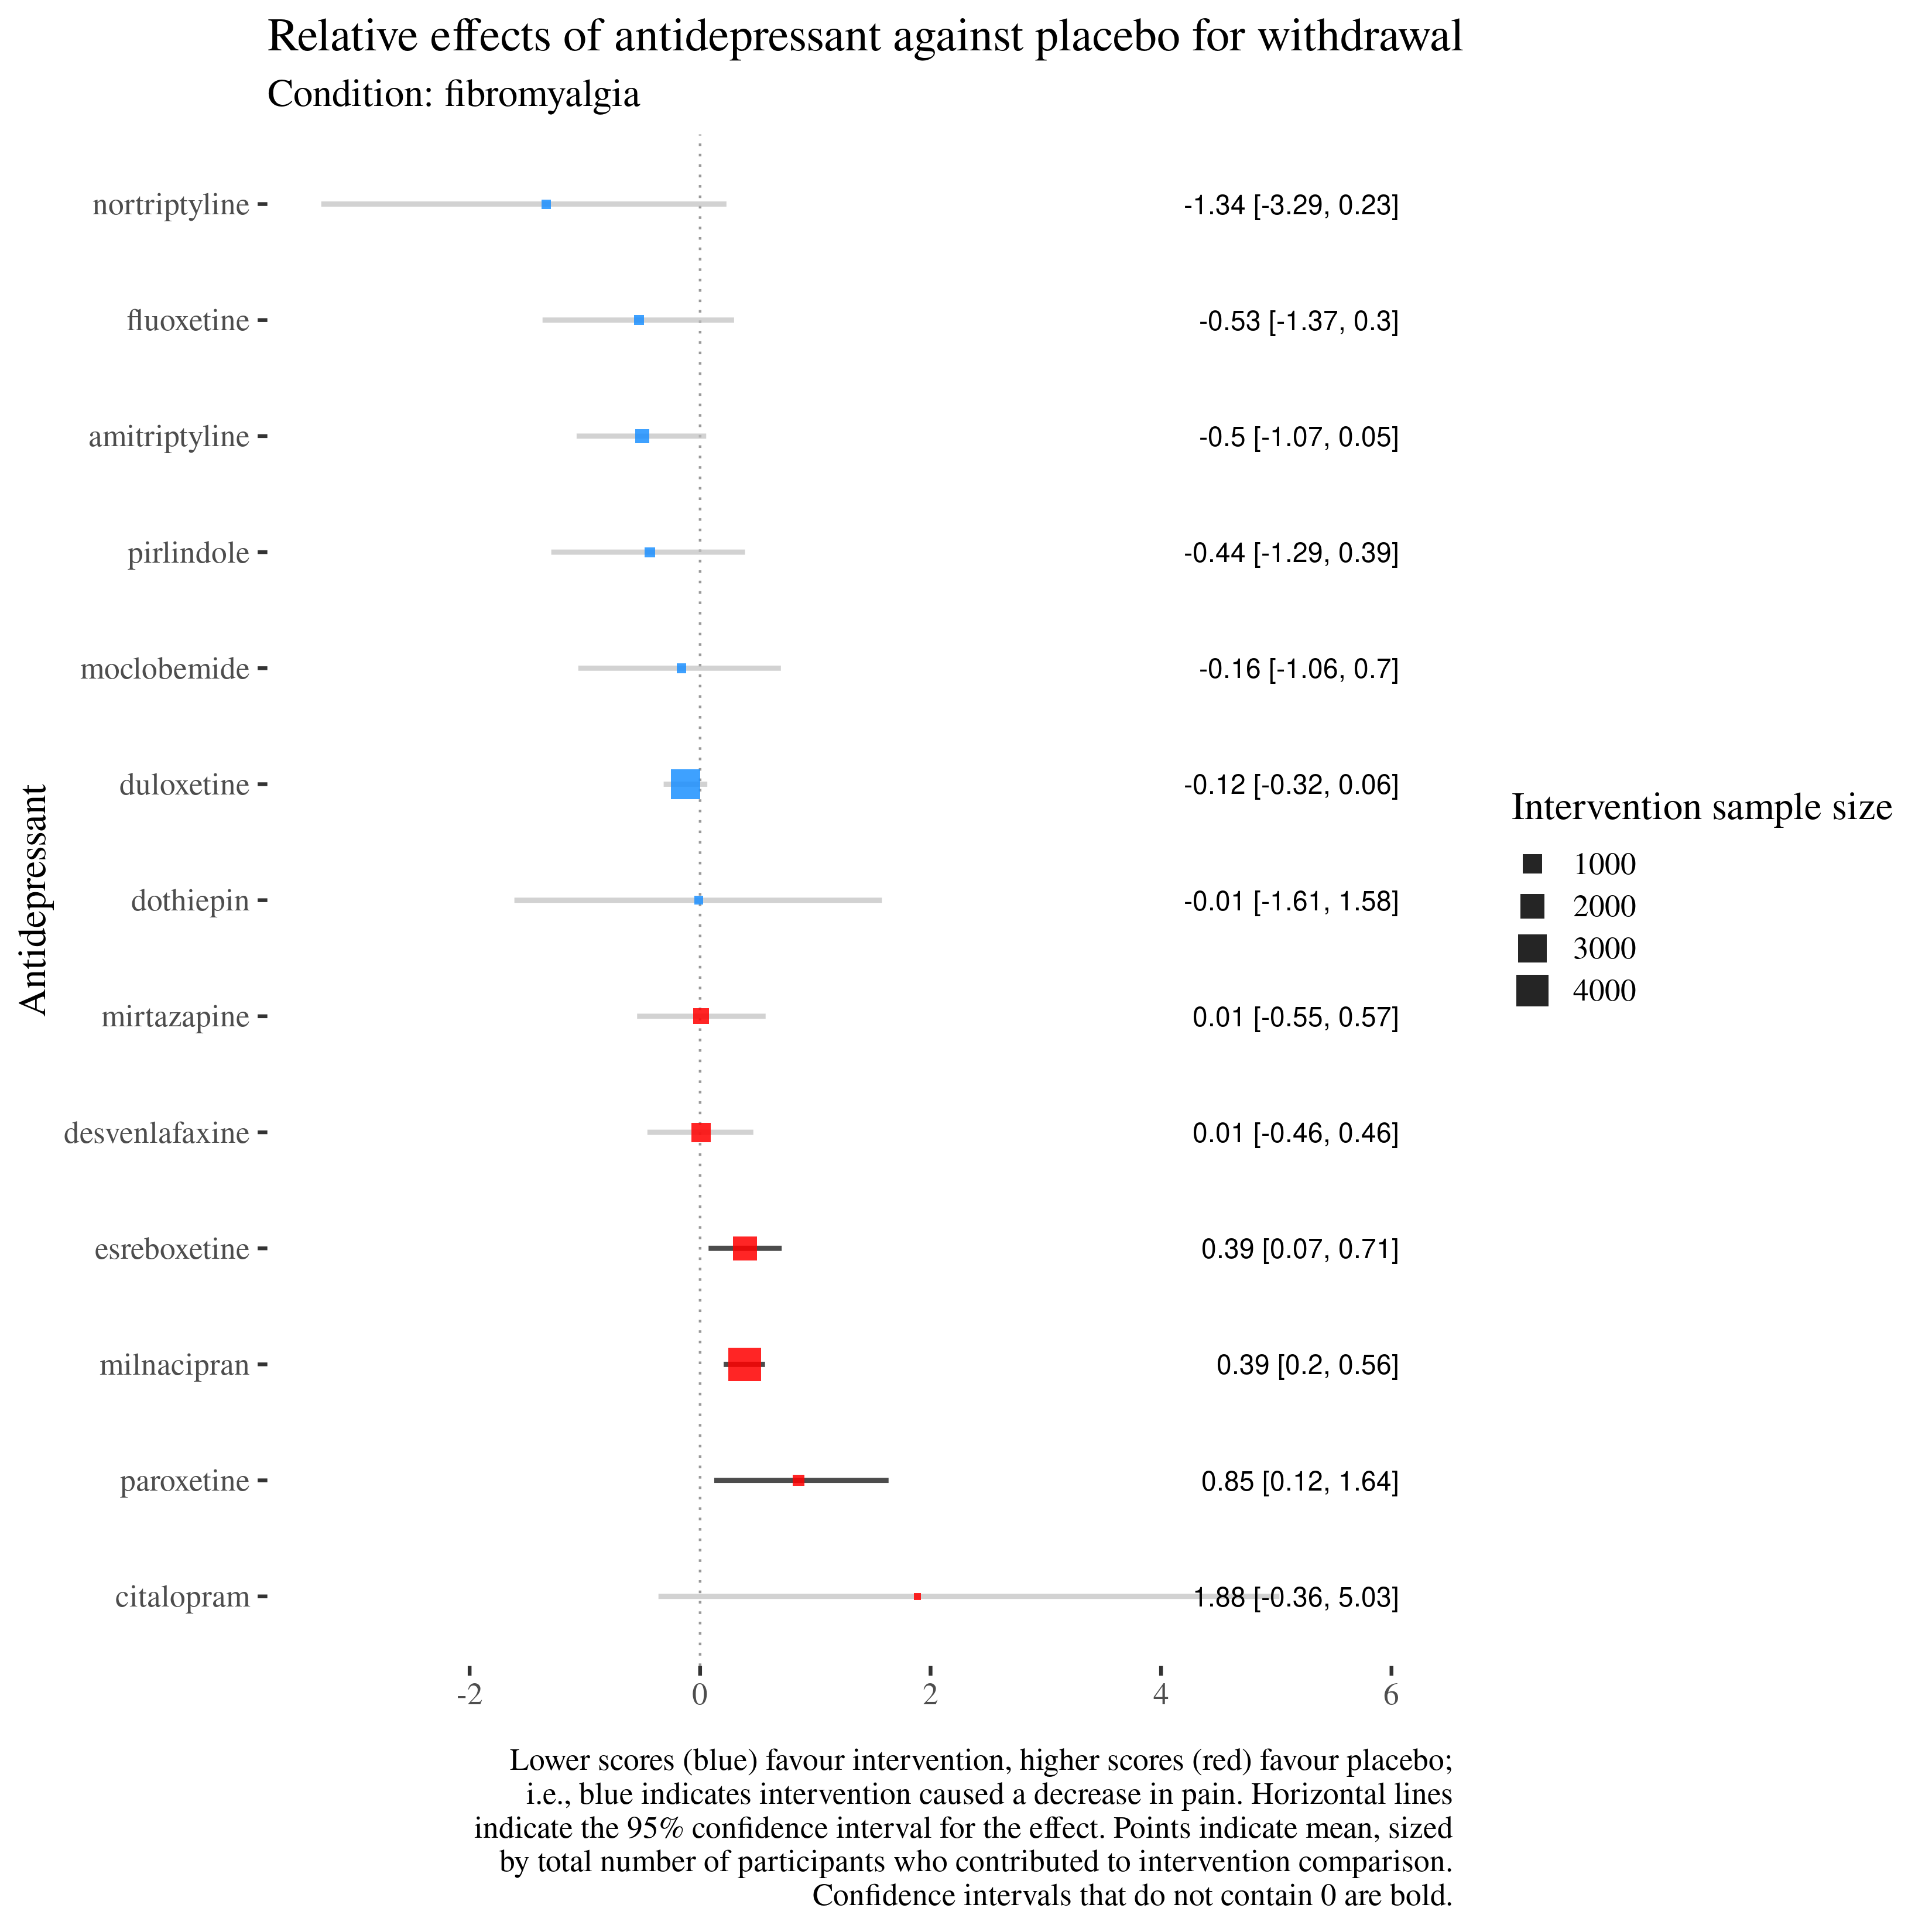 Relative effects of antidepressant against placebo for withdrawal
Condition: fibromyalgia
Antidepressant
nortriptyline -1.34 [-3.29, 0.23]
fluoxetine -0.53 [-1.37, 0.3]
amitriptyline -0.5 [-1.07, 0.05]
pirlindole -0.44 [-1.29, 0.39]
moclobemide -0.16 [-1.06, 0.7]
duloxetine -0.12 [-0.32, 0.06]
dothiepin -0.01 [-1.61, 1.58]
mirtazapine 0.01 [-0.55, 0.57]
desvenlafaxine 0.01 [-0.46, 0.46]
esreboxetine 0.39 [0.07, 0.71]
milnacipran 0.39 [0.2, 0.56]
paroxetine 0.85 [0.12, 1.64]
citalopram 1.88 [-0.36, 5.03]
-2 0 2 4 6
Intervention sample size
1000
2000
3000
4000
Lower scores (blue) favour intervention, higher scores (red) favour placebo;
i.e., blue indicates intervention caused a decrease in pain. Horizontal lines
indicate the 95% confidence interval for the effect. Points indicate mean, sized
by total number of participants who contributed to intervention comparison.
Confidence intervals that do not contain 0 are bold.